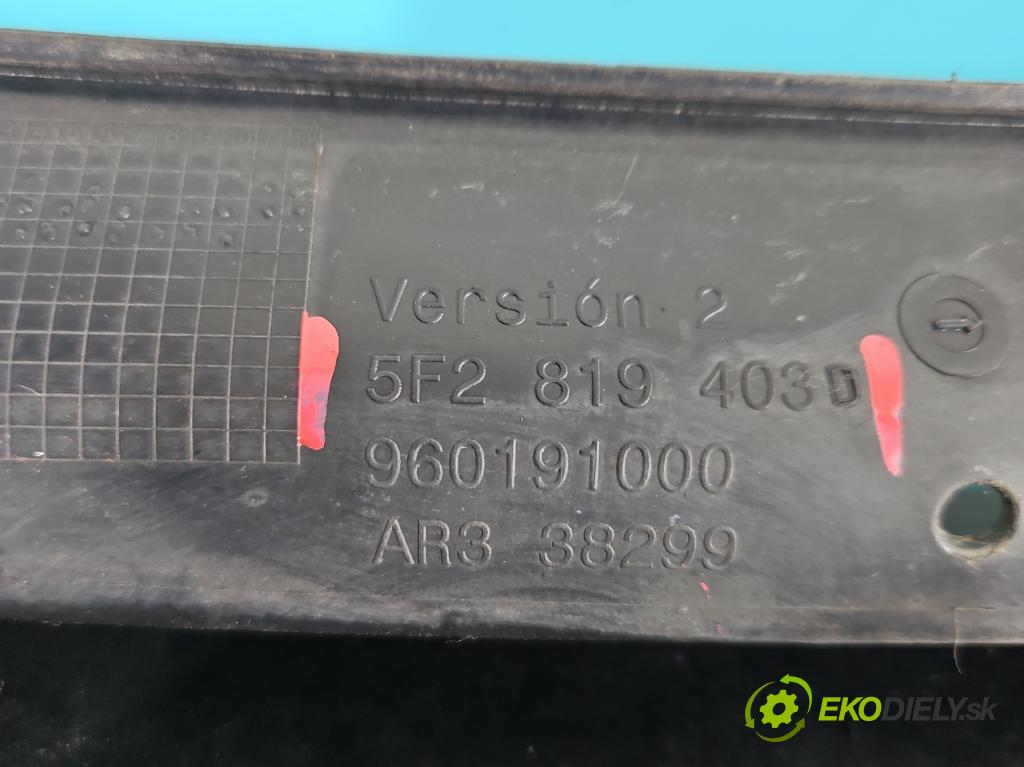 Versión 2
5F2 819 403D
960191000
AR3 38299
EKODIELY.sk